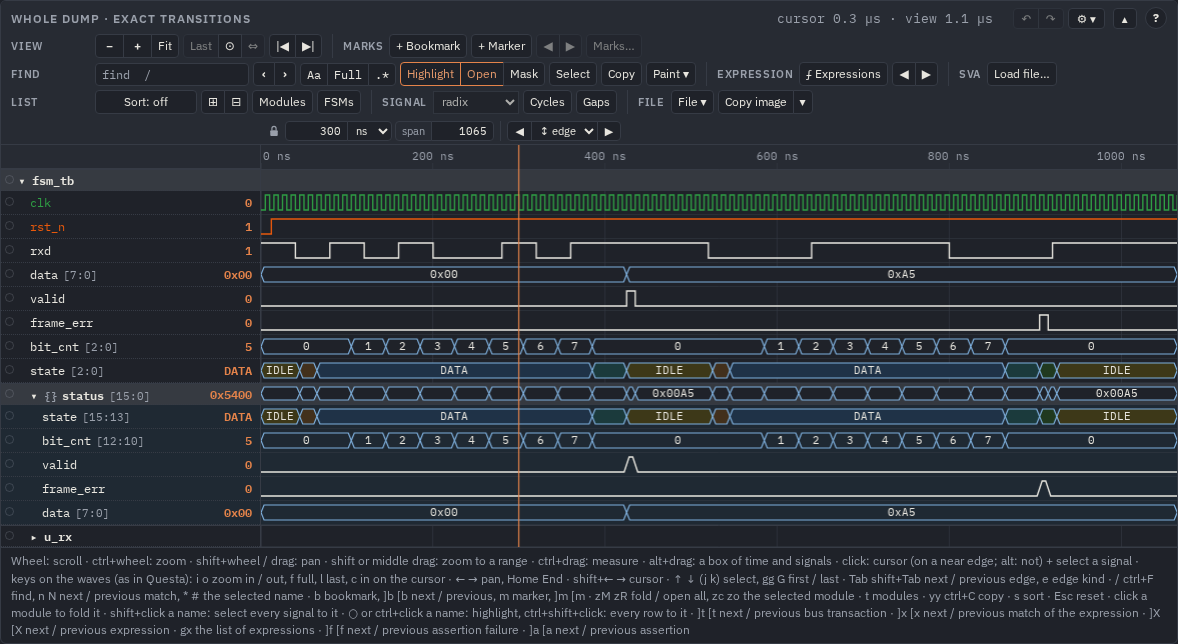 WHOLE DUMP · EXACT TRANSITIONS cursor 0.3 µs · view 1.1 µs ↶ ↷ ⚙ ▾ ▴ ?
VIEW − + Fit Last ⊙ ⇔ |◀ ▶| MARKS + Bookmark + Marker ◀ ▶ Marks...
FIND find / ‹ › Aa Full .* Highlight Open Mask Select Copy Paint ▾ EXPRESSION ƒ Expressions ◀ ▶ SVA Load file...
LIST Sort: off ⊞ ⊟ Modules FSMs SIGNAL radix Cycles Gaps FILE File ▾ Copy image ▾
300 ns span 1065 ◀ ↕ edge ▶
0 ns 200 ns 400 ns 600 ns 800 ns 1000 ns
▾ fsm_tb
clk 0
rst_n 1
rxd 1
data [7:0] 0x00 0x00 0xA5
valid 0
frame_err 0
bit_cnt [2:0] 5 0 1 2 3 4 5 6 7 0 1 2 3 4 5 6 7 0
state [2:0] DATA IDLE DATA IDLE DATA IDLE
▾ {} status [15:0] 0x5400 0x00A5 0x00A5
state [15:13] DATA IDLE DATA IDLE DATA IDLE
bit_cnt [12:10] 5 0 1 2 3 4 5 6 7 0 1 2 3 4 5 6 7 0
valid 0
frame_err 0
data [7:0] 0x00 0x00 0xA5
▸ u_rx
Wheel: scroll · ctrl+wheel: zoom · shift+wheel / drag: pan · shift or middle drag: zoom to a range · ctrl+drag: measure · alt+drag: a box of time and signals · click: cursor (on a near edge; alt: not) + select a signal ·
keys on the waves (as in Questa): i o zoom in / out, f full, l last, c in on the cursor · ←→ pan, Home End · shift+←→ cursor · ↑ ↓ (j k) select, gg G first / last · Tab shift+Tab next / previous edge, e edge kind · / ctrl+F
find, n N next / previous match, * # the selected name · b bookmark, ]b [b next / previous, m marker, ]m [m · zM zR fold / open all, zc zo the selected module · t modules · yy ctrl+C copy · s sort · Esc reset · click a
module to fold it · shift+click a name: select every signal to it · ○ or ctrl+click a name: highlight, ctrl+shift+click: every row to it · ]t [t next / previous bus transaction · ]x [x previous match of the expression · ]X
[X next / previous expression · gx the list of expressions · ]f [f next / previous assertion failure · ]a [a next / previous assertion